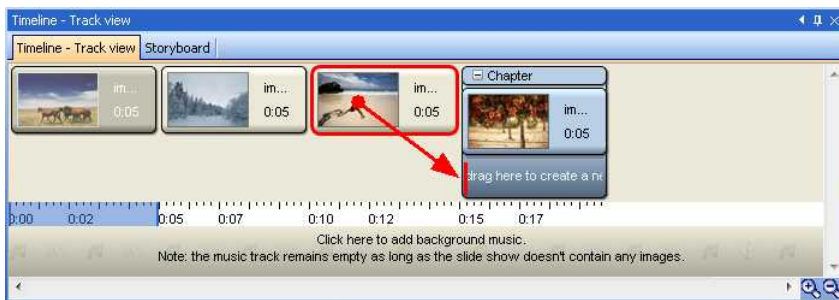 Timeline - Track view
Timeline - Track view Storyboard
im...
0:05
im...
0:05
im...
0:05
Chapter
im...
0:05
drag here to create a ne
0:00 0:02 0:05 0:07 0:10 0:12 0:15 0:17
Click here to add background music.
Note: the music track remains empty as long as the slide show doesn't contain any images.